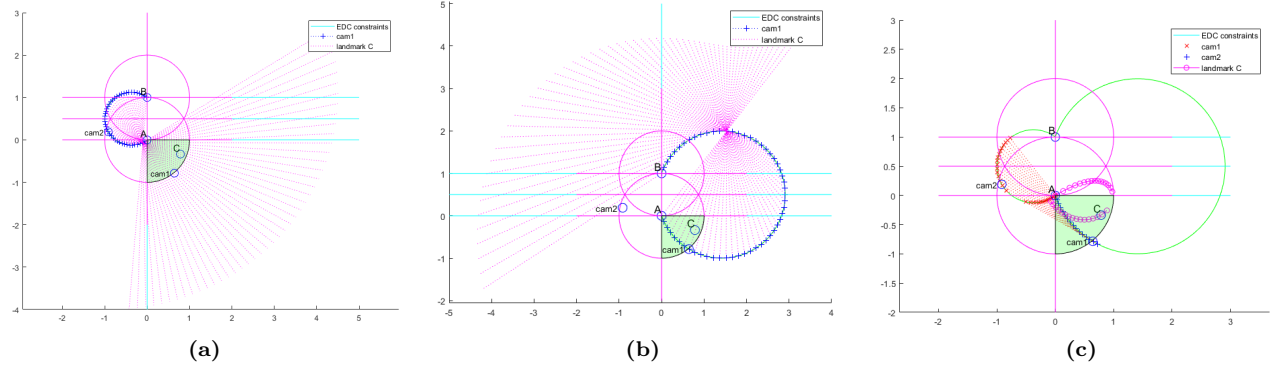 3
2
1
0
-1
-2
-3
-4
-2 -1 0 1 2 3 4 5
EDC constraints
cam1
landmark C
B
cam2
A
C
cam1
(a)
5
4
3
2
1
0
-1
-2
-5 -4 -3 -2 -1 0 1 2 3 4
EDC constraints
cam1
landmark C
B
cam2
A
C
cam1
(b)
3
2.5
2
1.5
1
0.5
0
-0.5
-1
-1.5
-2
-2 -1 0 1 2 3
EDC constraints
cam1
cam2
landmark C
B
cam2
A
C
cam1
(c)